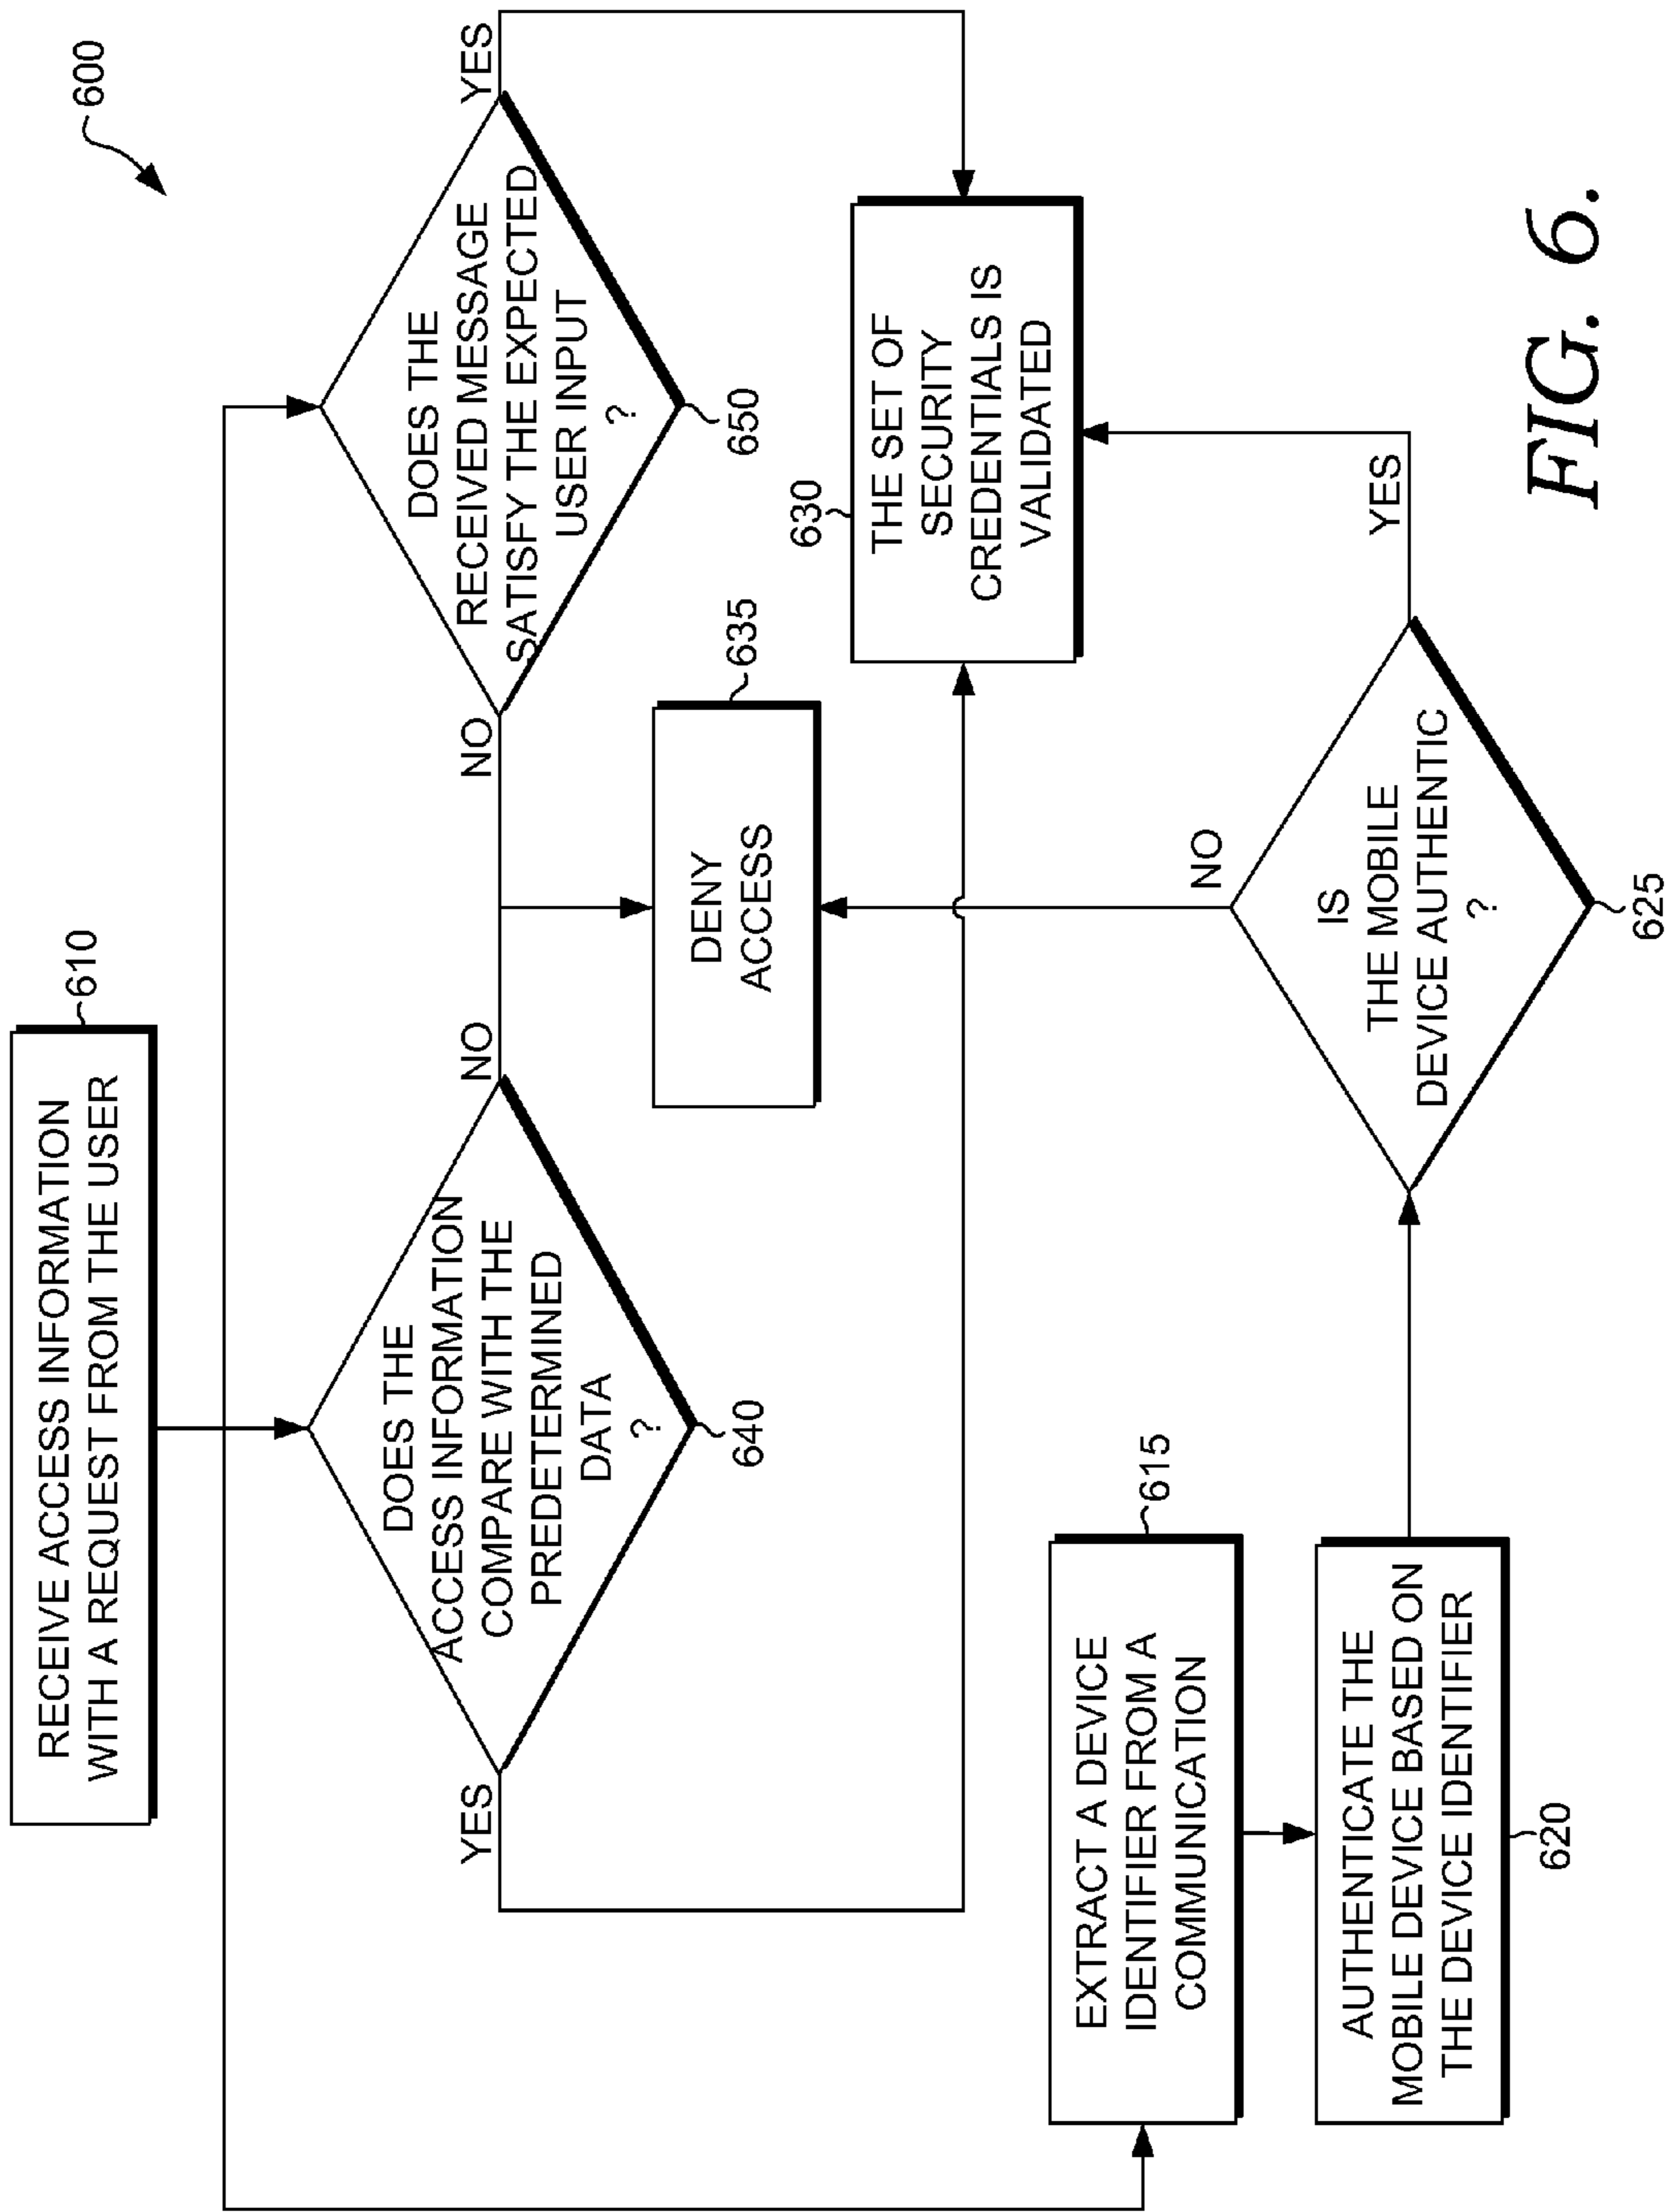 600
RECEIVE ACCESS INFORMATION
WITH A REQUEST FROM THE USER
610
DOES THE
ACCESS INFORMATION
COMPARE WITH THE
PREDETERMINED
DATA
?
640
YES
NO
DOES THE
RECEIVED MESSAGE
SATISFY THE EXPECTED
USER INPUT
?
650
NO
YES
DENY
ACCESS
635
630
THE SET OF
SECURITY
CREDENTIALS IS
VALIDATED
EXTRACT A DEVICE
IDENTIFIER FROM A
COMMUNICATION
615
AUTHENTICATE THE
MOBILE DEVICE BASED ON
THE DEVICE IDENTIFIER
620
IS
THE MOBILE
DEVICE AUTHENTIC
?
625
NO
YES
FIG. 6.